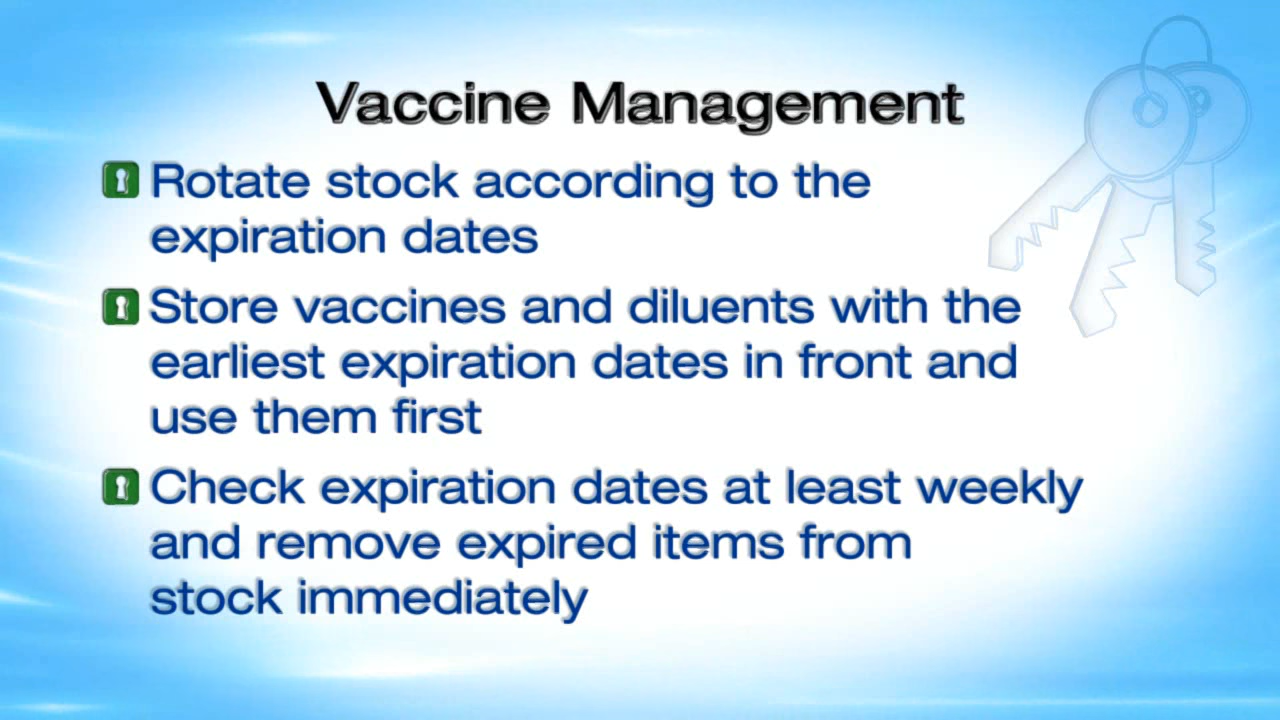 Vaccine Management
Rotate stock according to the
expiration dates
Store vaccines and diluents with the
earliest expiration dates in front and
use them first
Check expiration dates at least weekly
and remove expired items from
stock immediately